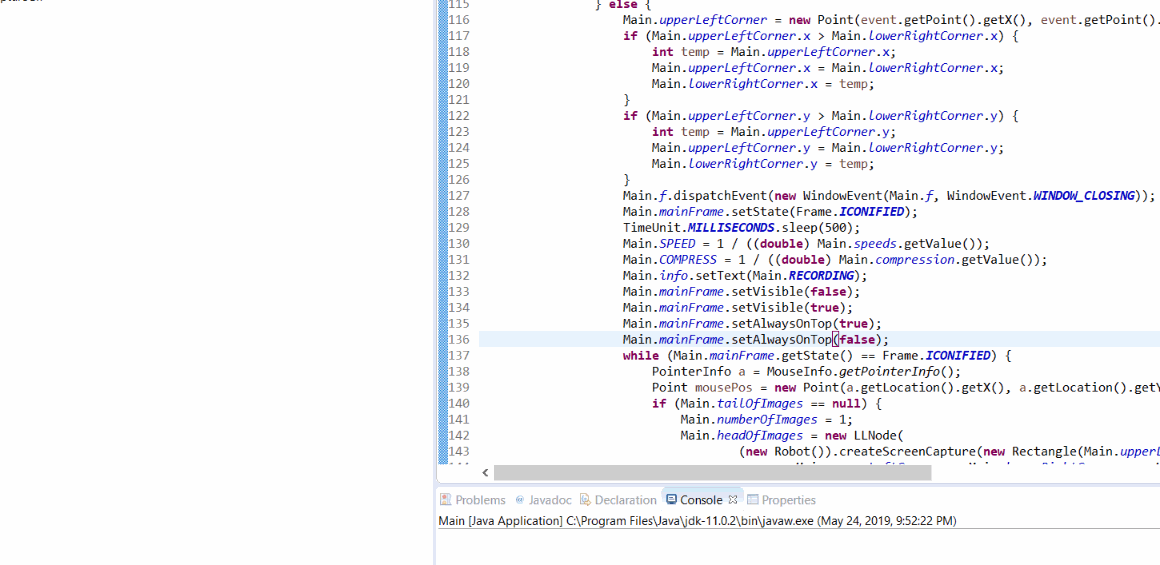 115 } else {
116 Main.upperLeftCorner = new Point(event.getPoint().getX(), event.getPoint().
117 if (Main.upperLeftCorner.x > Main.lowerRightCorner.x) {
118 int temp = Main.upperLeftCorner.x;
119 Main.upperLeftCorner.x = Main.lowerRightCorner.x;
120 Main.lowerRightCorner.x = temp;
121 }
122 if (Main.upperLeftCorner.y > Main.lowerRightCorner.y) {
123 int temp = Main.upperLeftCorner.y;
124 Main.upperLeftCorner.y = Main.lowerRightCorner.y;
125 Main.lowerRightCorner.y = temp;
126 }
127 Main.f.dispatchEvent(new WindowEvent(Main.f, WindowEvent.WINDOW_CLOSING));
128 Main.mainFrame.setState(Frame.ICONIFIED);
129 TimeUnit.MILLISECONDS.sleep(500);
130 Main.SPEED = 1 / ((double) Main.speeds.getValue());
131 Main.COMPRESS = 1 / ((double) Main.compression.getValue());
132 Main.info.setText(Main.RECORDING);
133 Main.mainFrame.setVisible(false);
134 Main.mainFrame.setVisible(true);
135 Main.mainFrame.setAlwaysOnTop(true);
136 Main.mainFrame.setAlwaysOnTop(false);
137 while (Main.mainFrame.getState() == Frame.ICONIFIED) {
138 PointerInfo a = MouseInfo.getPointerInfo();
139 Point mousePos = new Point(a.getLocation().getX(), a.getLocation().getY
140 if (Main.tailOfImages == null) {
141 Main.numberOfImages = 1;
142 Main.headOfImages = new LLNode(
143 (new Robot()).createScreenCapture(new Rectangle(Main.upperL
Problems Javadoc Declaration Console Properties
Main [Java Application] C:\Program Files\Java\jdk-11.0.2\bin\javaw.exe (May 24, 2019, 9:52:22 PM)